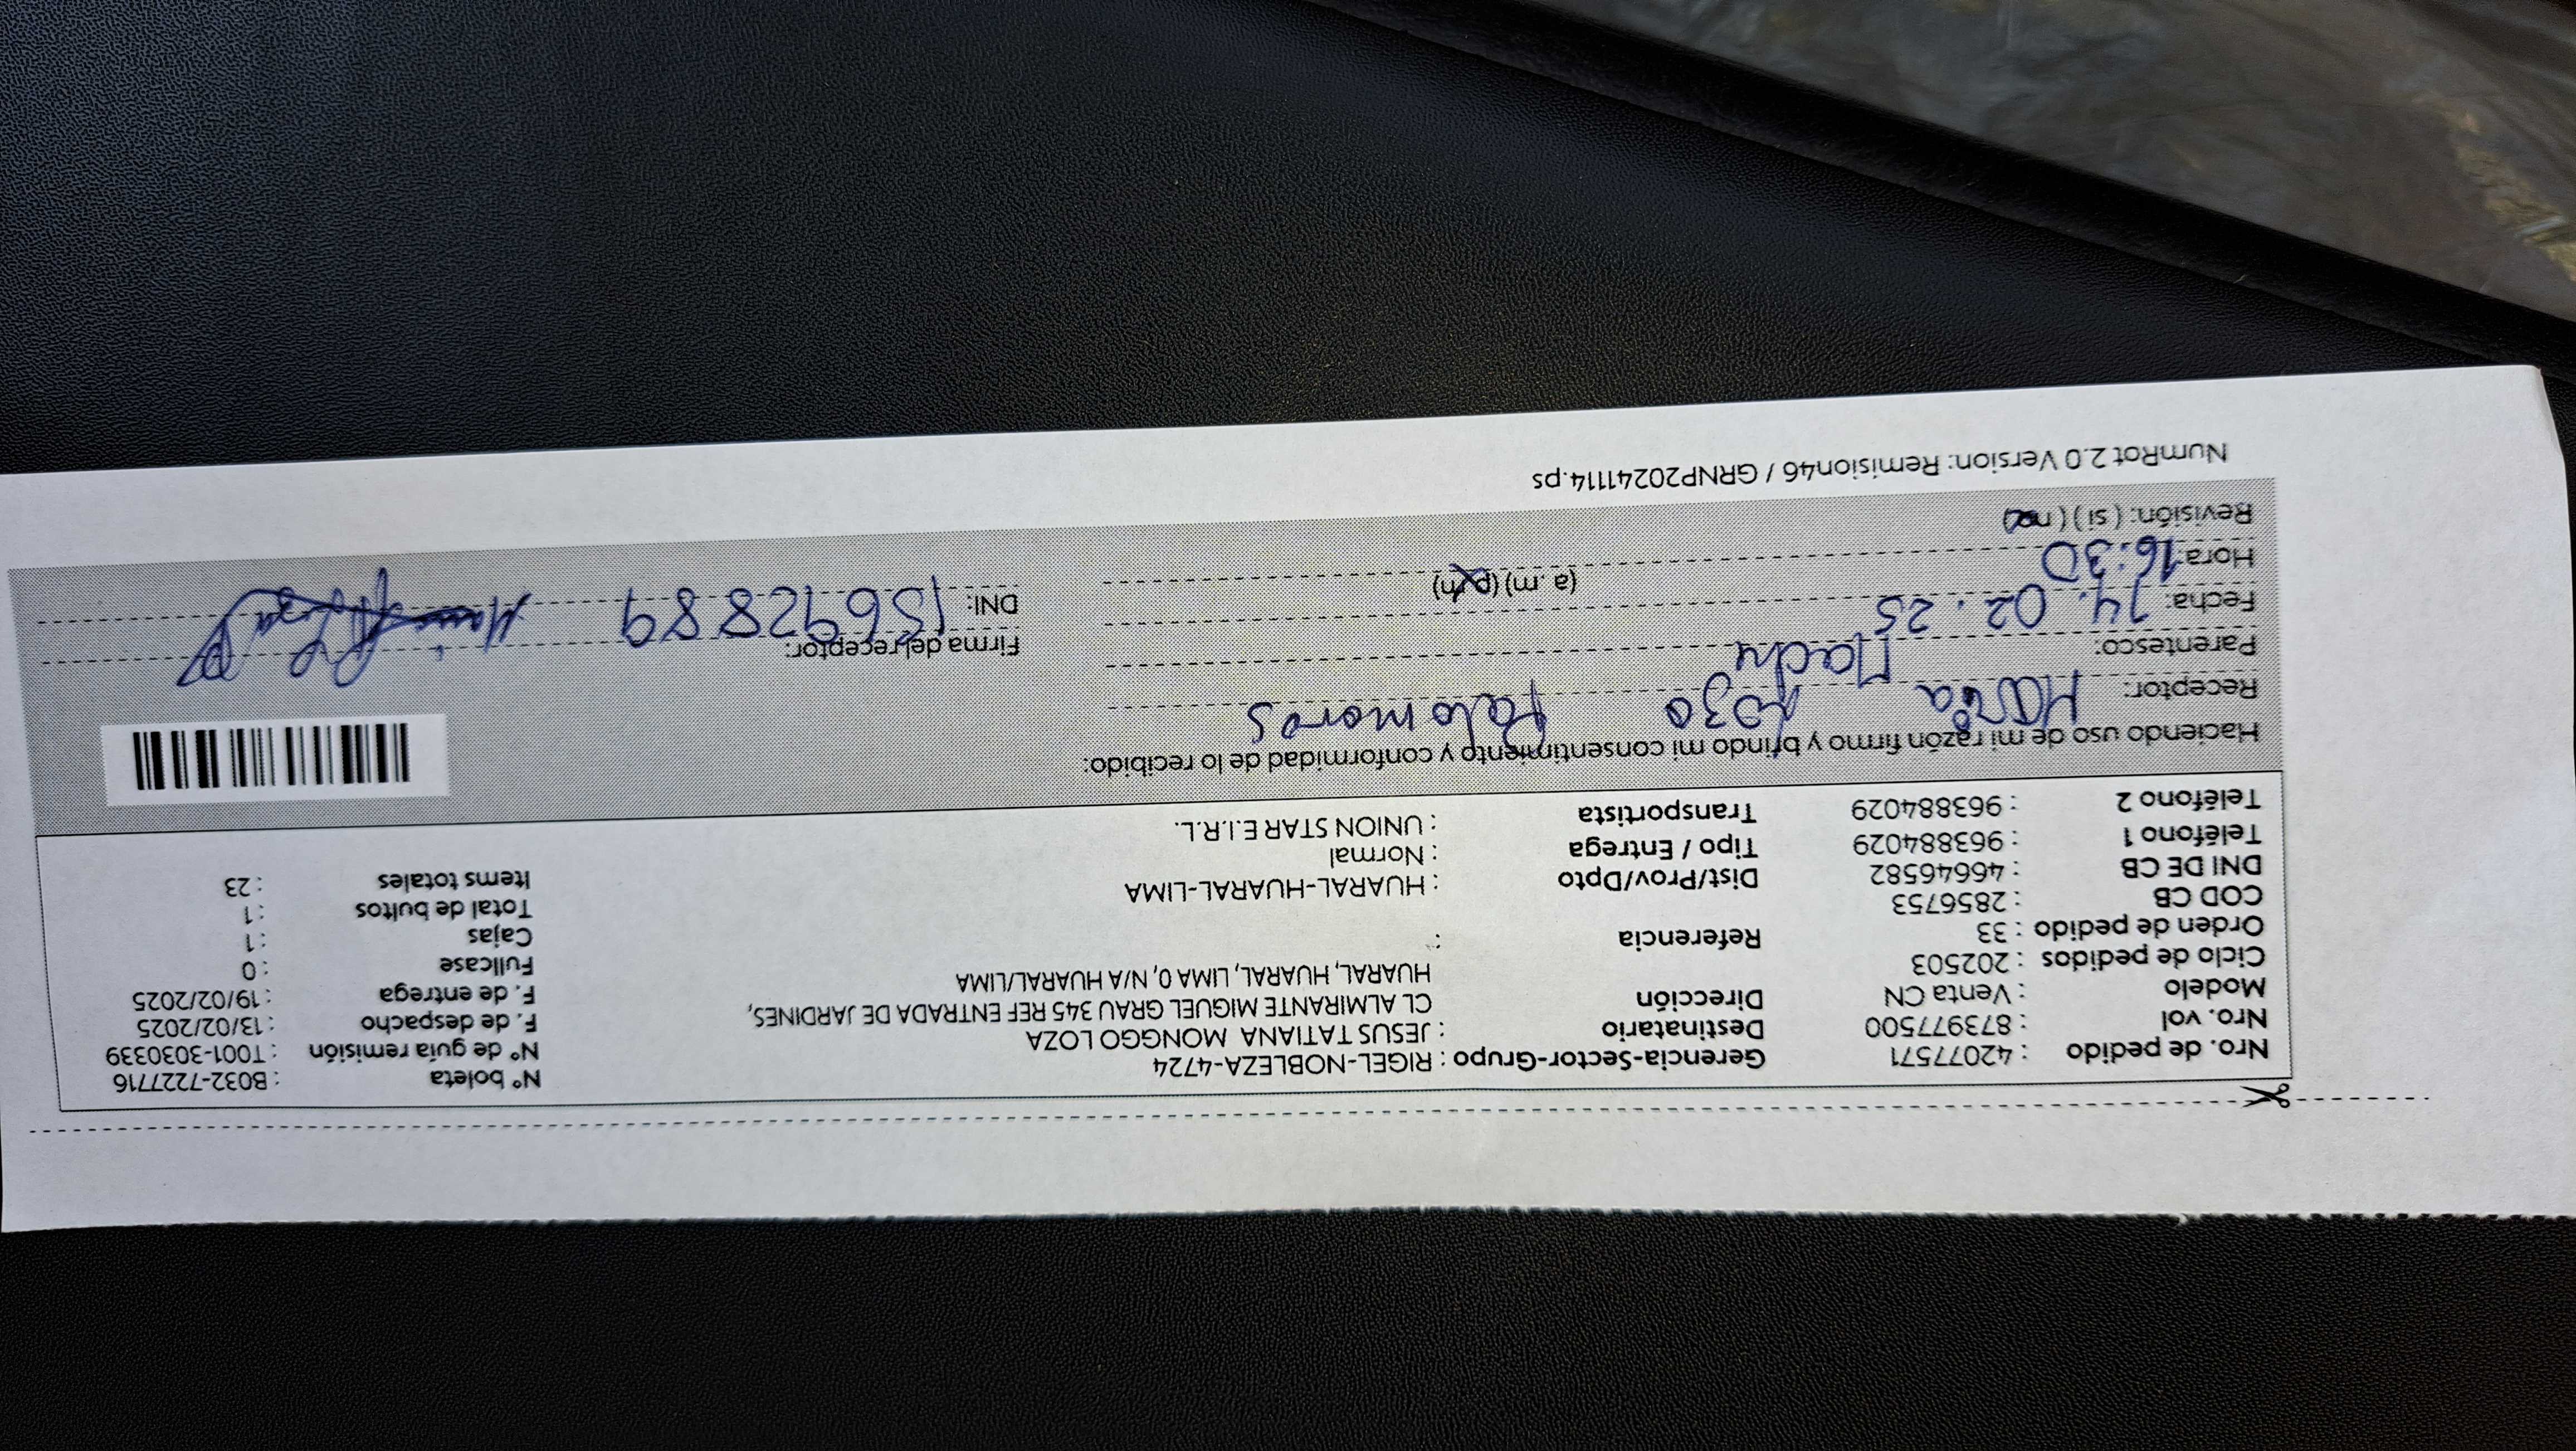 Nro. de pedido : 42077571 Gerencia-Sector-Grupo : RIGEL-NOBLEZA-4724 N° boleta : B032-7227716
Nro. vol : 873977500 Destinatario : JESUS TATIANA MONGGO LOZA N° de guía remisión : T001-3030339
Modelo : Venta CN Dirección CL ALMIRANTE MIGUEL GRAU 345 REF ENTRADA DE JARDINES, F. de despacho : 13/02/2025
Ciclo de pedidos : 202503 HUARAL, HUARAL, LIMA 0, N/A HUARAL/LIMA F. de entrega : 19/02/2025
Orden de pedido : 33 Referencia : Fullcase : 0
COD CB : 2856753 Cajas : 1
DNI DE CB : 46646582 Dist/Prov/Dpto : HUARAL-HUARAL-LIMA Total de bultos : 1
Teléfono 1 : 963884029 Tipo / Entrega : Normal Items totales : 23
Teléfono 2 : 963884029 Transportista : UNION STAR E.I.R.L.
Haciendo uso de mi razón firmo y brindo mi consentimiento y conformidad de lo recibido:
Receptor: María Palomares
Parentesco: Firma del receptor:
Fecha: 14.02.25 DNI: 15692889
Hora: 16:30 (a.m) (p.m)
Revisión: (si) (no)
NumRot 2.0 Version: Remision46 / GRNP20241114.ps